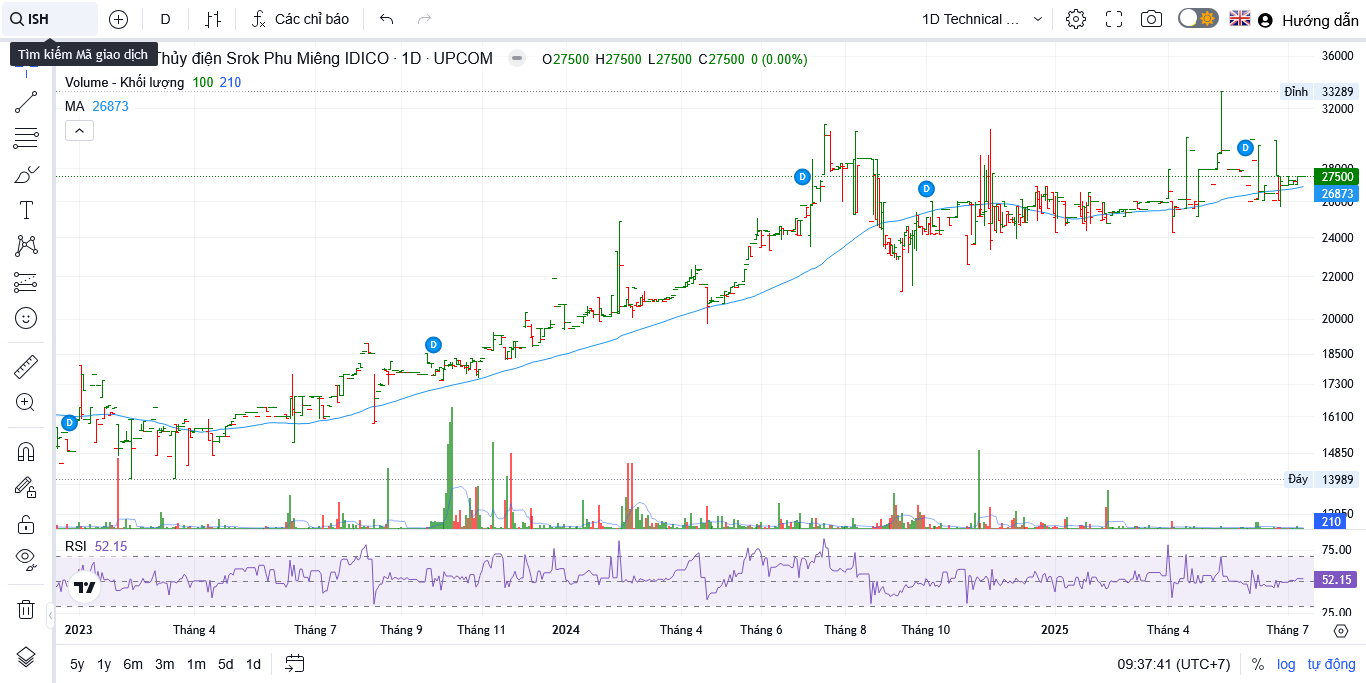 ISH
D
Các chỉ báo
1D Technical ...
Hướng dẫn
Tìm kiếm Mã giao dịch
Thủy điện Srok Phu Miêng IDICO · 1D · UPCOM
O27500 H27500 L27500 C27500 0 (0.00%)
Volume - Khối lượng 100 210
MA 26873
36000
Đỉnh 33289
32000
28000
27500
26873
26000
24000
22000
20000
18500
17300
16100
14850
Đáy 13989
12950
210
D
D
D
D
D
RSI 52.15
75.00
52.15
25.00
2023 Tháng 4 Tháng 7 Tháng 9 Tháng 11 2024 Tháng 4 Tháng 6 Tháng 8 Tháng 10 2025 Tháng 4 Tháng 7
5y 1y 6m 3m 1m 5d 1d
09:37:41 (UTC+7) % log tự động